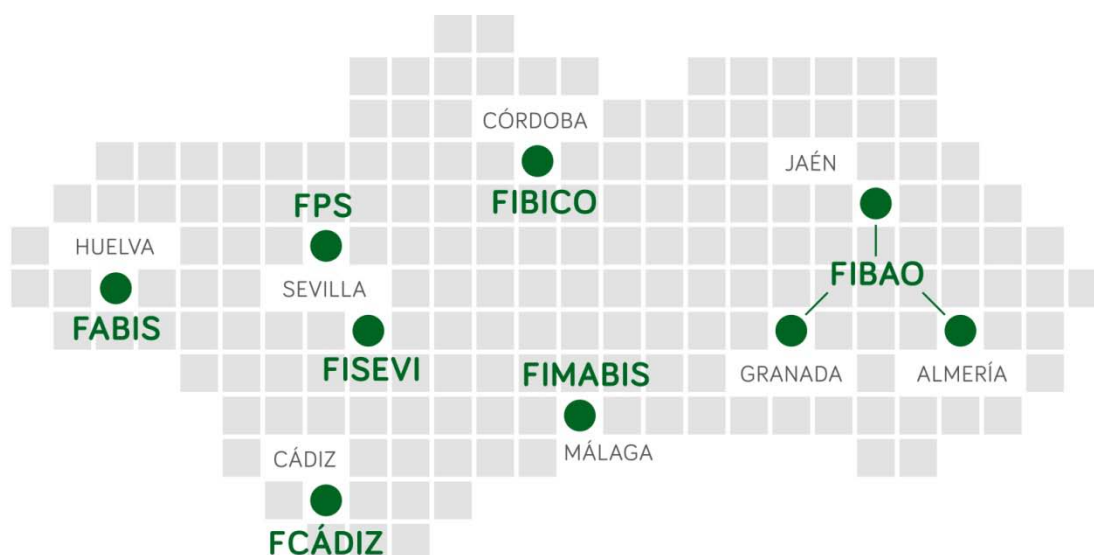 CÓRDOBA
FIBICO
JAÉN
FPS
HUELVA
FABIS
SEVILLA
FISEVI
FIBAO
GRANADA
ALMERÍA
FIMABIS
MÁLAGA
CÁDIZ
FCÁDIZ